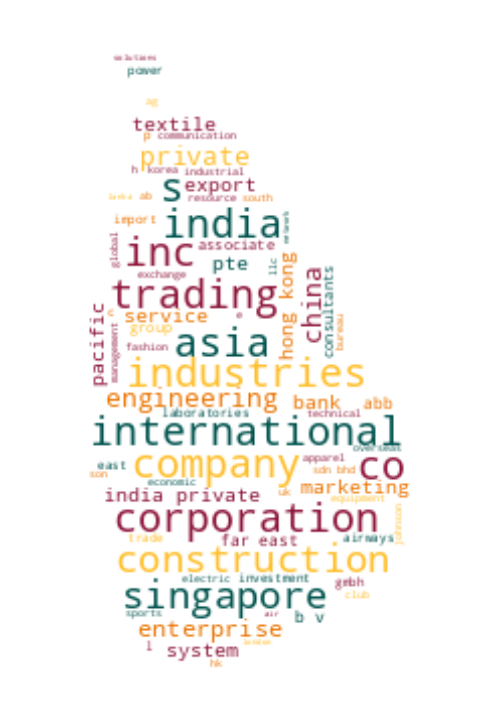 solutions
power
ag
textile
p communication
private
h korea industrial
s export
lanka ab resource south
import india network
global inc associate
pte llc
exchange hong kong
trading china consultants
pacific c service e
management group bureau
fashion asia
industries
engineering bank abb
laboratories technical
international
overseas
east company apparel co
son sdn bhd
economic marketing
india private uk equipment
corporation johnson
trade far east airways
construction
electric investment gmbh
singapore club
sports air b v
enterprise
l system london
hk